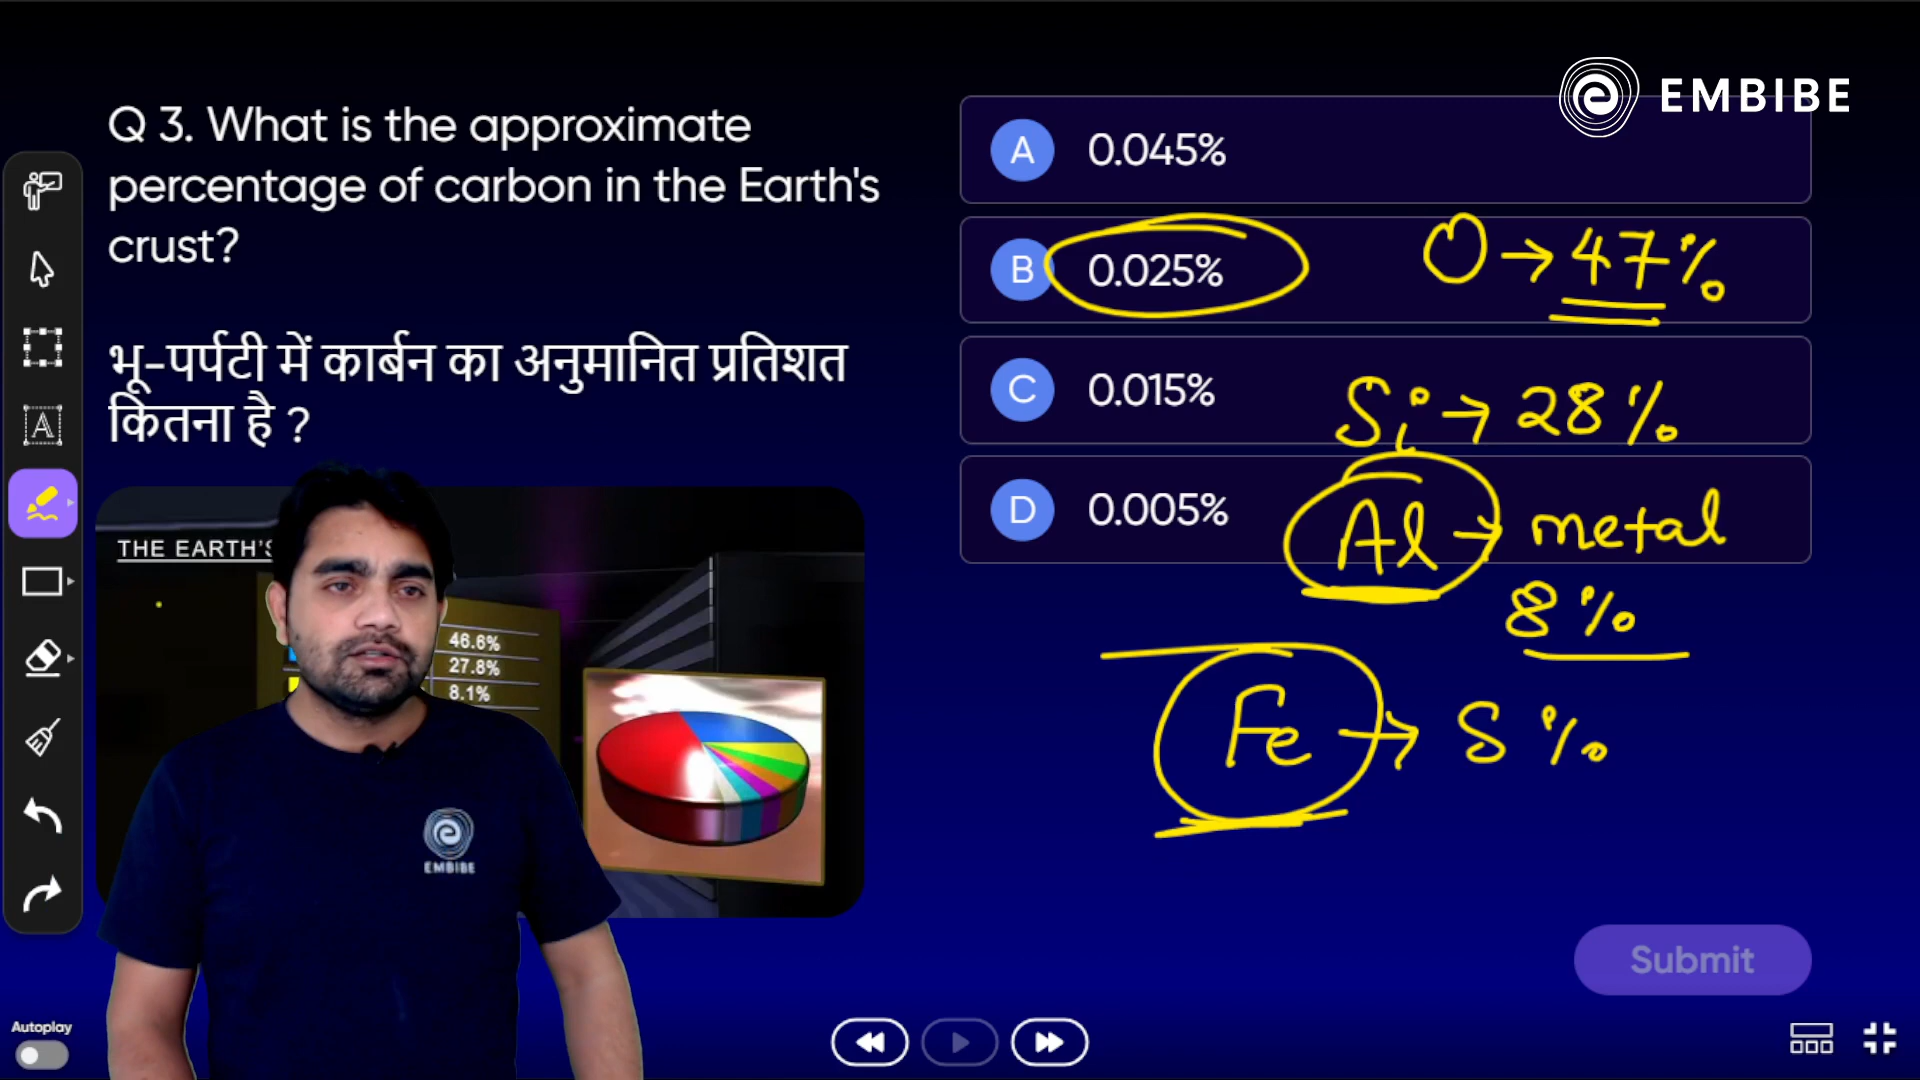 EMBIBE
Q 3. What is the approximate
percentage of carbon in the Earth's
crust?
भू-पर्पटी में कार्बन का अनुमानित प्रतिशत
कितना है ?
A 0.045%
B 0.025%
C 0.015%
D 0.005%
O → 47%
Si → 28%
Al → metal
8%
Fe → 5%
THE EARTH'S
46.6%
27.8%
8.1%
EMBIBE
A
Submit
Autoplay